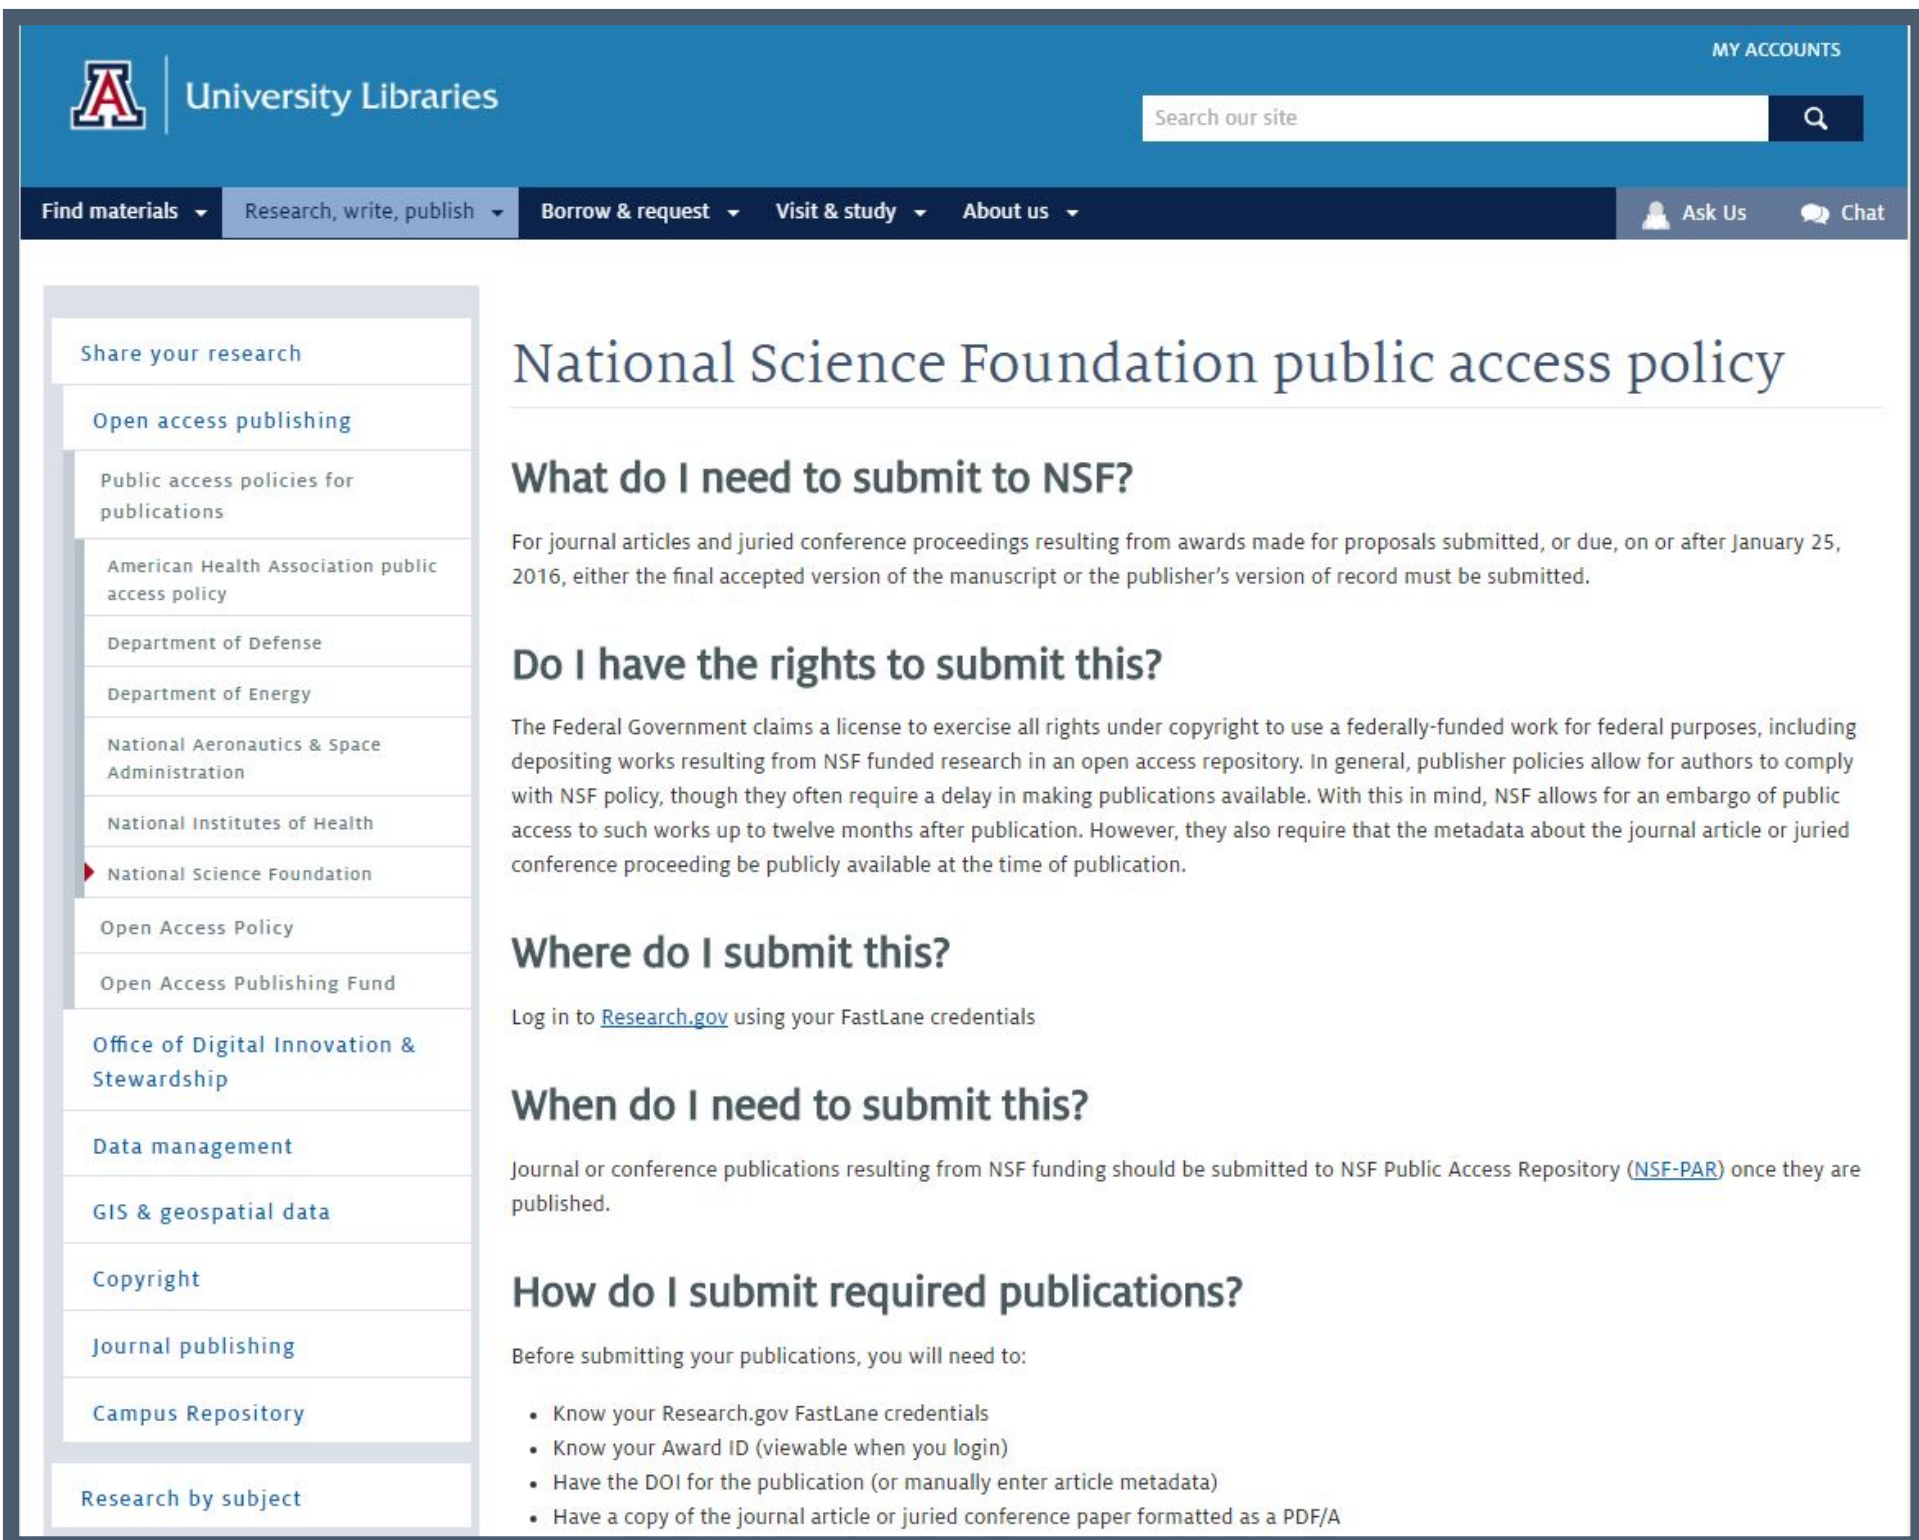 MY ACCOUNTS
A
University Libraries
Search our site
Find materials
Research, write, publish
Borrow & request
Visit & study
About us
Ask Us
Chat
Share your research
Open access publishing
Public access policies for
publications
American Health Association public
access policy
Department of Defense
Department of Energy
National Aeronautics & Space
Administration
National Institutes of Health
National Science Foundation
Open Access Policy
Open Access Publishing Fund
Office of Digital Innovation &
Stewardship
Data management
GIS & geospatial data
Copyright
Journal publishing
Campus Repository
Research by subject
National Science Foundation public access policy
What do I need to submit to NSF?
For journal articles and juried conference proceedings resulting from awards made for proposals submitted, or due, on or after January 25,
2016, either the final accepted version of the manuscript or the publisher's version of record must be submitted.
Do I have the rights to submit this?
The Federal Government claims a license to exercise all rights under copyright to use a federally-funded work for federal purposes, including
depositing works resulting from NSF funded research in an open access repository. In general, publisher policies allow for authors to comply
with NSF policy, though they often require a delay in making publications available. With this in mind, NSF allows for an embargo of public
access to such works up to twelve months after publication. However, they also require that the metadata about the journal article or juried
conference proceeding be publicly available at the time of publication.
Where do I submit this?
Log in to Research.gov using your FastLane credentials
When do I need to submit this?
Journal or conference publications resulting from NSF funding should be submitted to NSF Public Access Repository (NSF-PAR) once they are
published.
How do I submit required publications?
Before submitting your publications, you will need to:
• Know your Research.gov FastLane credentials
• Know your Award ID (viewable when you login)
• Have the DOI for the publication (or manually enter article metadata)
• Have a copy of the journal article or juried conference paper formatted as a PDF/A